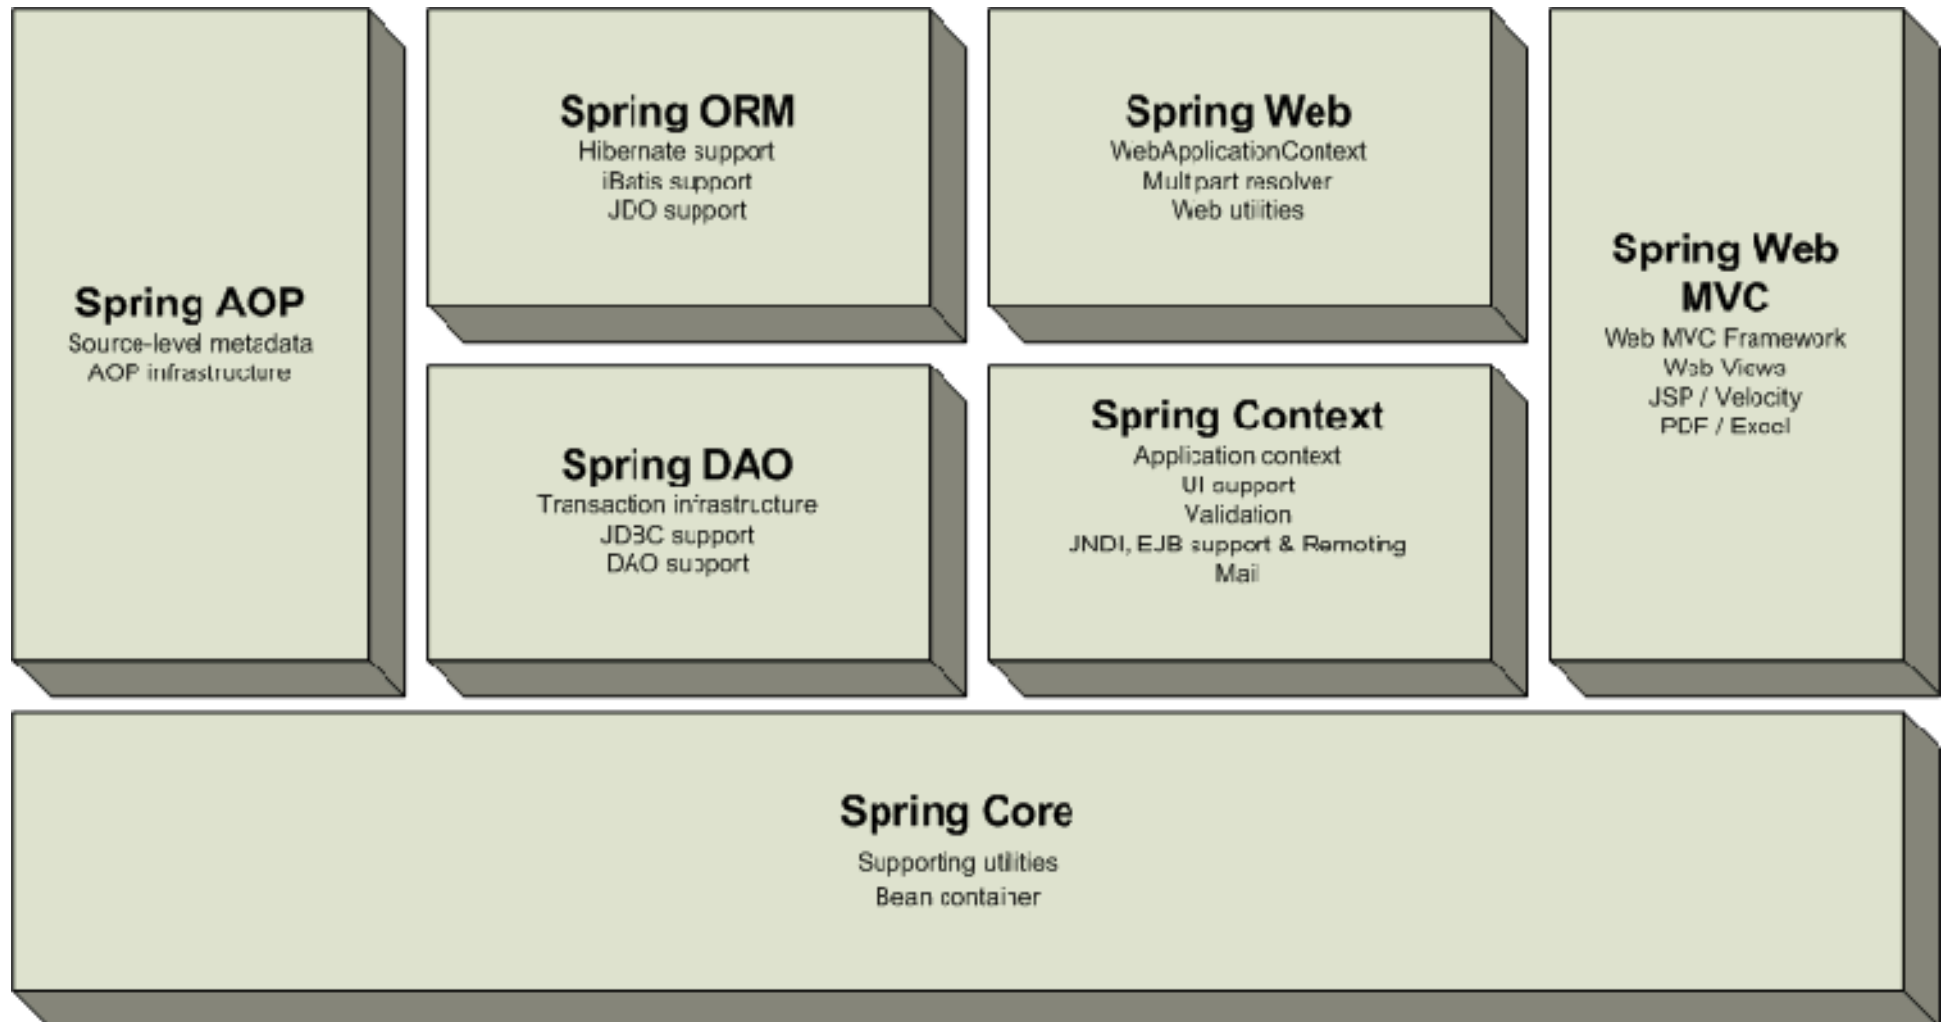 Spring AOP
Source-level metadata
AOP infrastructure
Spring ORM
Hibernate support
iBatis support
JDO support
Spring Web
WebApplicationContext
Multipart resolver
Web utilities
Spring DAO
Transaction infrastructure
JDBC support
DAO support
Spring Context
Application context
UI support
Validation
JNDI, EJB support & Remoting
Mail
Spring Web
MVC
Web MVC Framework
Web Views
JSP / Velocity
PDF / Excel
Spring Core
Supporting utilities
Bean container